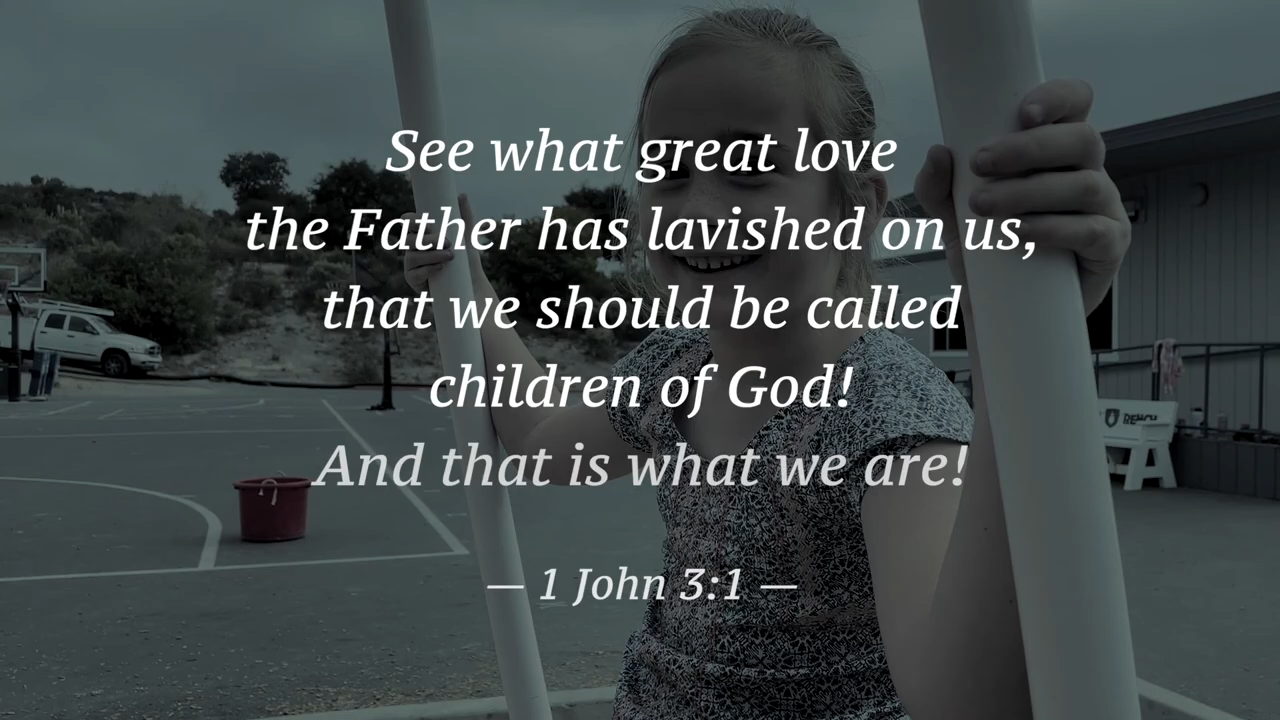 See what great love
the Father has lavished on us,
that we should be called
children of God!
And that is what we are!
— 1 John 3:1 —